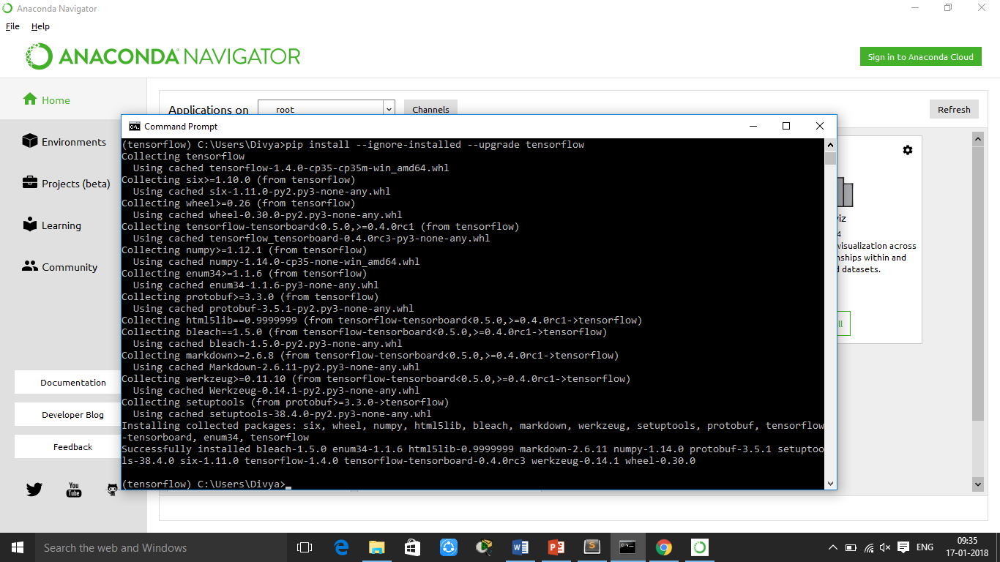 Anaconda Navigator
File Help
ANACONDA NAVIGATOR
Sign in to Anaconda Cloud
Home
Applications on root Channels Refresh
Environments
Projects (beta)
Learning
Community
Documentation
Developer Blog
Feedback
You Tube
Command Prompt
(tensorflow) C:\Users\Divya>pip install --ignore-installed --upgrade tensorflow
Collecting tensorflow
Using cached tensorflow-1.4.0-cp35-cp35m-win_amd64.whl
Collecting six>=1.10.0 (from tensorflow)
Using cached six-1.11.0-py2.py3-none-any.whl
Collecting wheel>=0.26 (from tensorflow)
Using cached wheel-0.30.0-py2.py3-none-any.whl
Collecting tensorflow-tensorboard<0.5.0,>=0.4.0rc1 (from tensorflow)
Using cached tensorflow_tensorboard-0.4.0rc3-py3-none-any.whl
Collecting numpy>=1.12.1 (from tensorflow)
Using cached numpy-1.14.0-cp35-none-win_amd64.whl
Collecting enum34>=1.1.6 (from tensorflow)
Using cached enum34-1.1.6-py3-none-any.whl
Collecting protobuf>=3.3.0 (from tensorflow)
Using cached protobuf-3.5.1-py2.py3-none-any.whl
Collecting html5lib==0.9999999 (from tensorflow-tensorboard<0.5.0,>=0.4.0rc1->tensorflow)
Collecting bleach==1.5.0 (from tensorflow-tensorboard<0.5.0,>=0.4.0rc1->tensorflow)
Using cached bleach-1.5.0-py2.py3-none-any.whl
Collecting markdown>=2.6.8 (from tensorflow-tensorboard<0.5.0,>=0.4.0rc1->tensorflow)
Using cached Markdown-2.6.11-py2.py3-none-any.whl
Collecting werkzeug>=0.11.10 (from tensorflow-tensorboard<0.5.0,>=0.4.0rc1->tensorflow)
Using cached Werkzeug-0.14.1-py2.py3-none-any.whl
Collecting setuptools (from protobuf>=3.3.0->tensorflow)
Using cached setuptools-38.4.0-py2.py3-none-any.whl
Installing collected packages: six, wheel, numpy, html5lib, bleach, markdown, werkzeug, setuptools, protobuf, tensorflow
-tensorboard, enum34, tensorflow
Successfully installed bleach-1.5.0 enum34-1.1.6 html5lib-0.9999999 markdown-2.6.11 numpy-1.14.0 protobuf-3.5.1 setuptoo
ls-38.4.0 six-1.11.0 tensorflow-1.4.0 tensorflow-tensorboard-0.4.0rc3 werkzeug-0.14.1 wheel-0.30.0
(tensorflow) C:\Users\Divya>
iz
4
visualization across
nships within and
d datasets.
ll
Search the web and Windows
ENG
09:35
17-01-2018